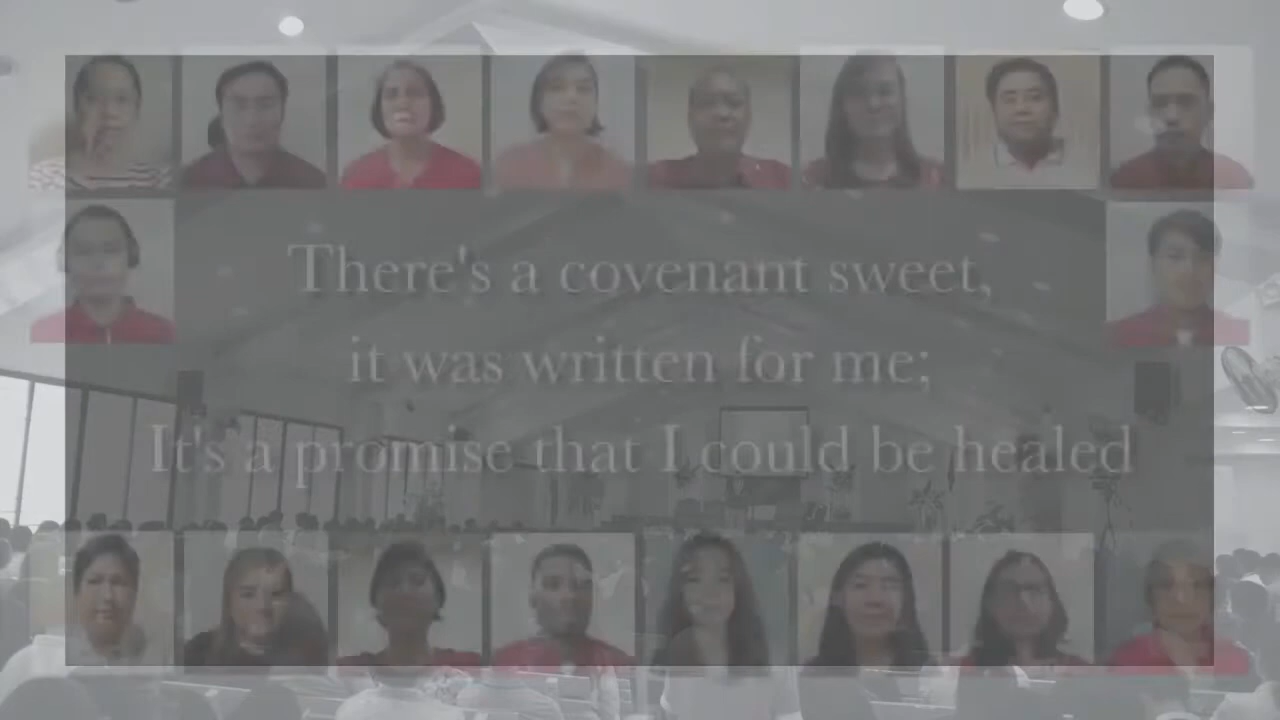 There's a covenant sweet,
it was written for me;
It's a promise that I could be healed